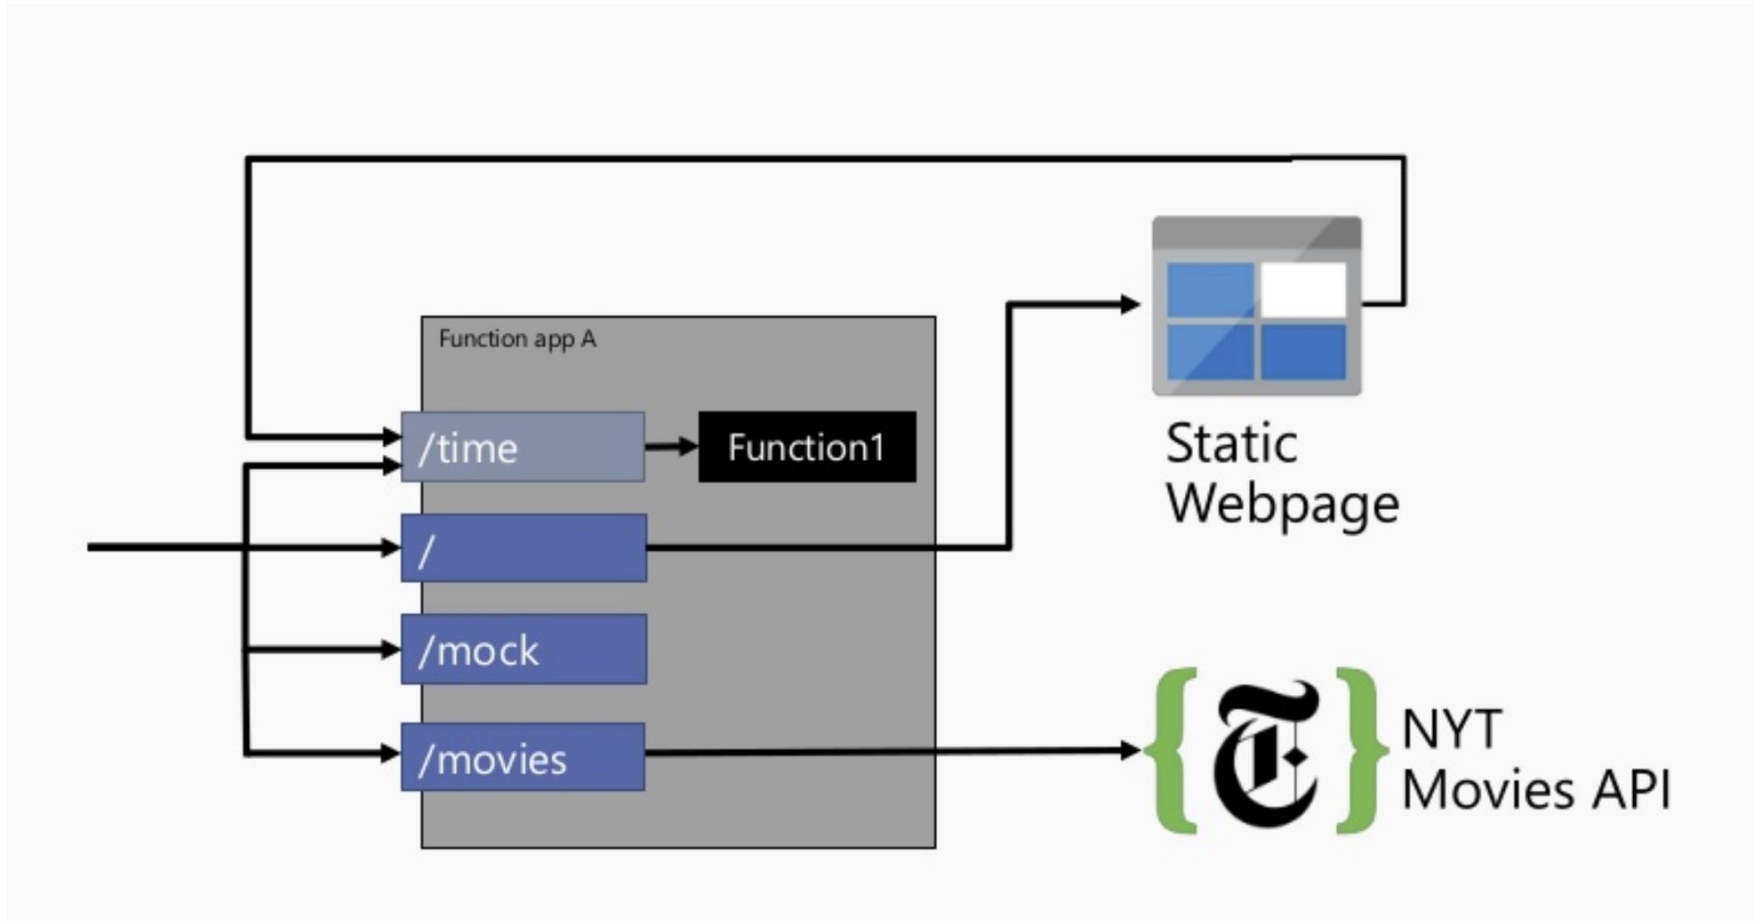 Function app A
/time
Function1
/
/mock
/movies
Static
Webpage
NYT
Movies API